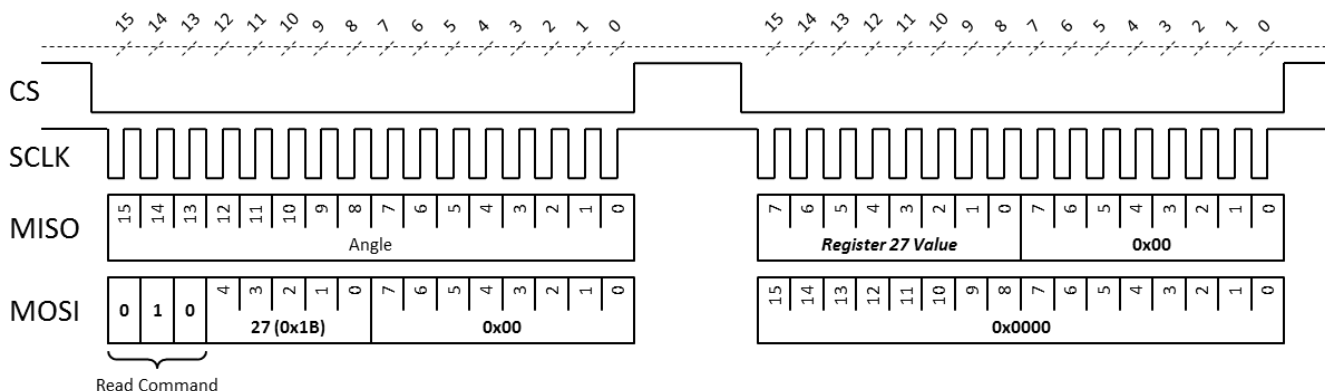 15 14 13 12 11 10 9 8 7 6 5 4 3 2 1 0 15 14 13 12 11 10 9 8 7 6 5 4 3 2 1 0
CS
SCLK
MISO
15 14 13 12 11 10 9 8 7 6 5 4 3 2 1 0 7 6 5 4 3 2 1 0 7 6 5 4 3 2 1 0
Angle Register 27 Value 0x00
MOSI
0 1 0 4 3 2 1 0 7 6 5 4 3 2 1 0 15 14 13 12 11 10 9 8 7 6 5 4 3 2 1 0
27 (0x1B) 0x00 0x0000
Read Command